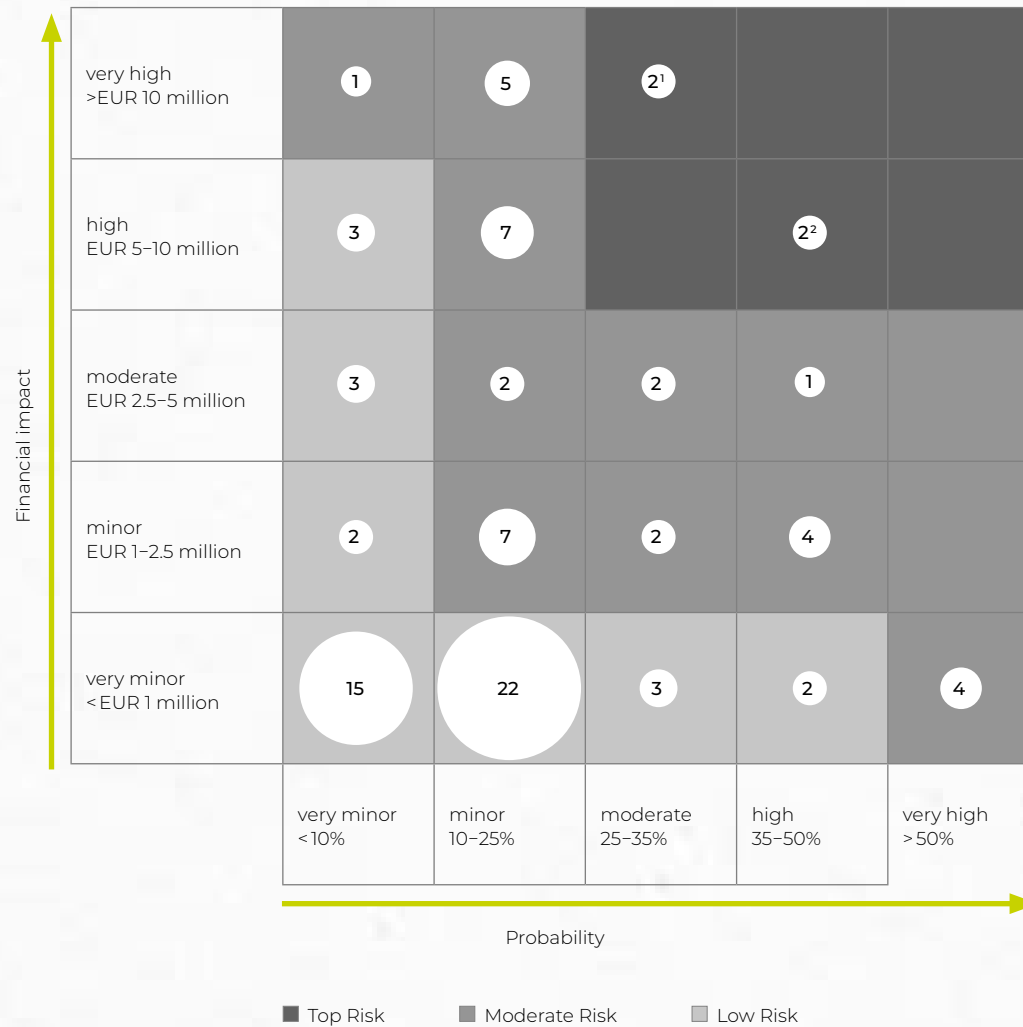 Financial impact
very high
>EUR 10 million
1
5
2¹
high
EUR 5–10 million
3
7
2²
moderate
EUR 2.5–5 million
3
2
2
1
minor
EUR 1–2.5 million
2
7
2
4
very minor
<EUR 1 million
15
22
3
2
4
very minor
<10%
minor
10–25%
moderate
25–35%
high
35–50%
very high
>50%
Probability
Top Risk
Moderate Risk
Low Risk